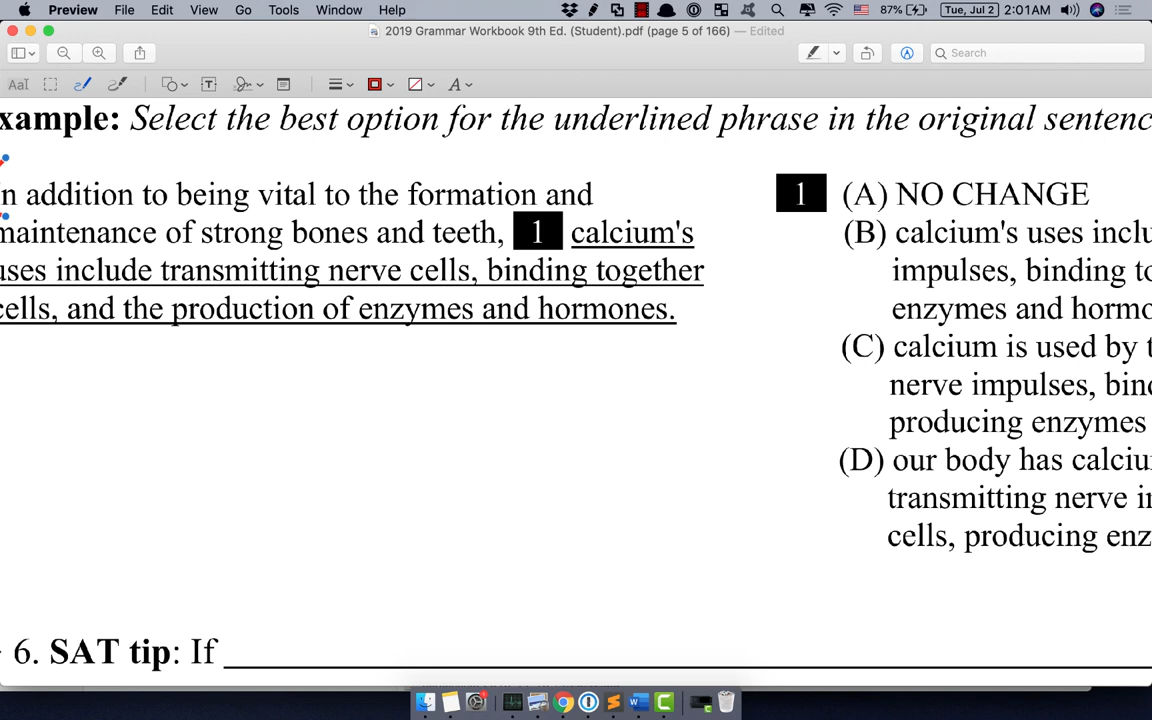 Preview File Edit View Go Tools Window Help 87% Tue, Jul 2 2:01AM
2019 Grammar Workbook 9th Ed. (Student).pdf (page 5 of 166) — Edited
Search
AaI T A
xample: Select the best option for the underlined phrase in the original sentenc
n addition to being vital to the formation and
maintenance of strong bones and teeth, 1 calcium's
uses include transmitting nerve cells, binding together
cells, and the production of enzymes and hormones.
1 (A) NO CHANGE
(B) calcium's uses inclu
impulses, binding to
enzymes and hormo
(C) calcium is used by t
nerve impulses, bind
producing enzymes
(D) our body has calciu
transmitting nerve in
cells, producing enz
6. SAT tip: If